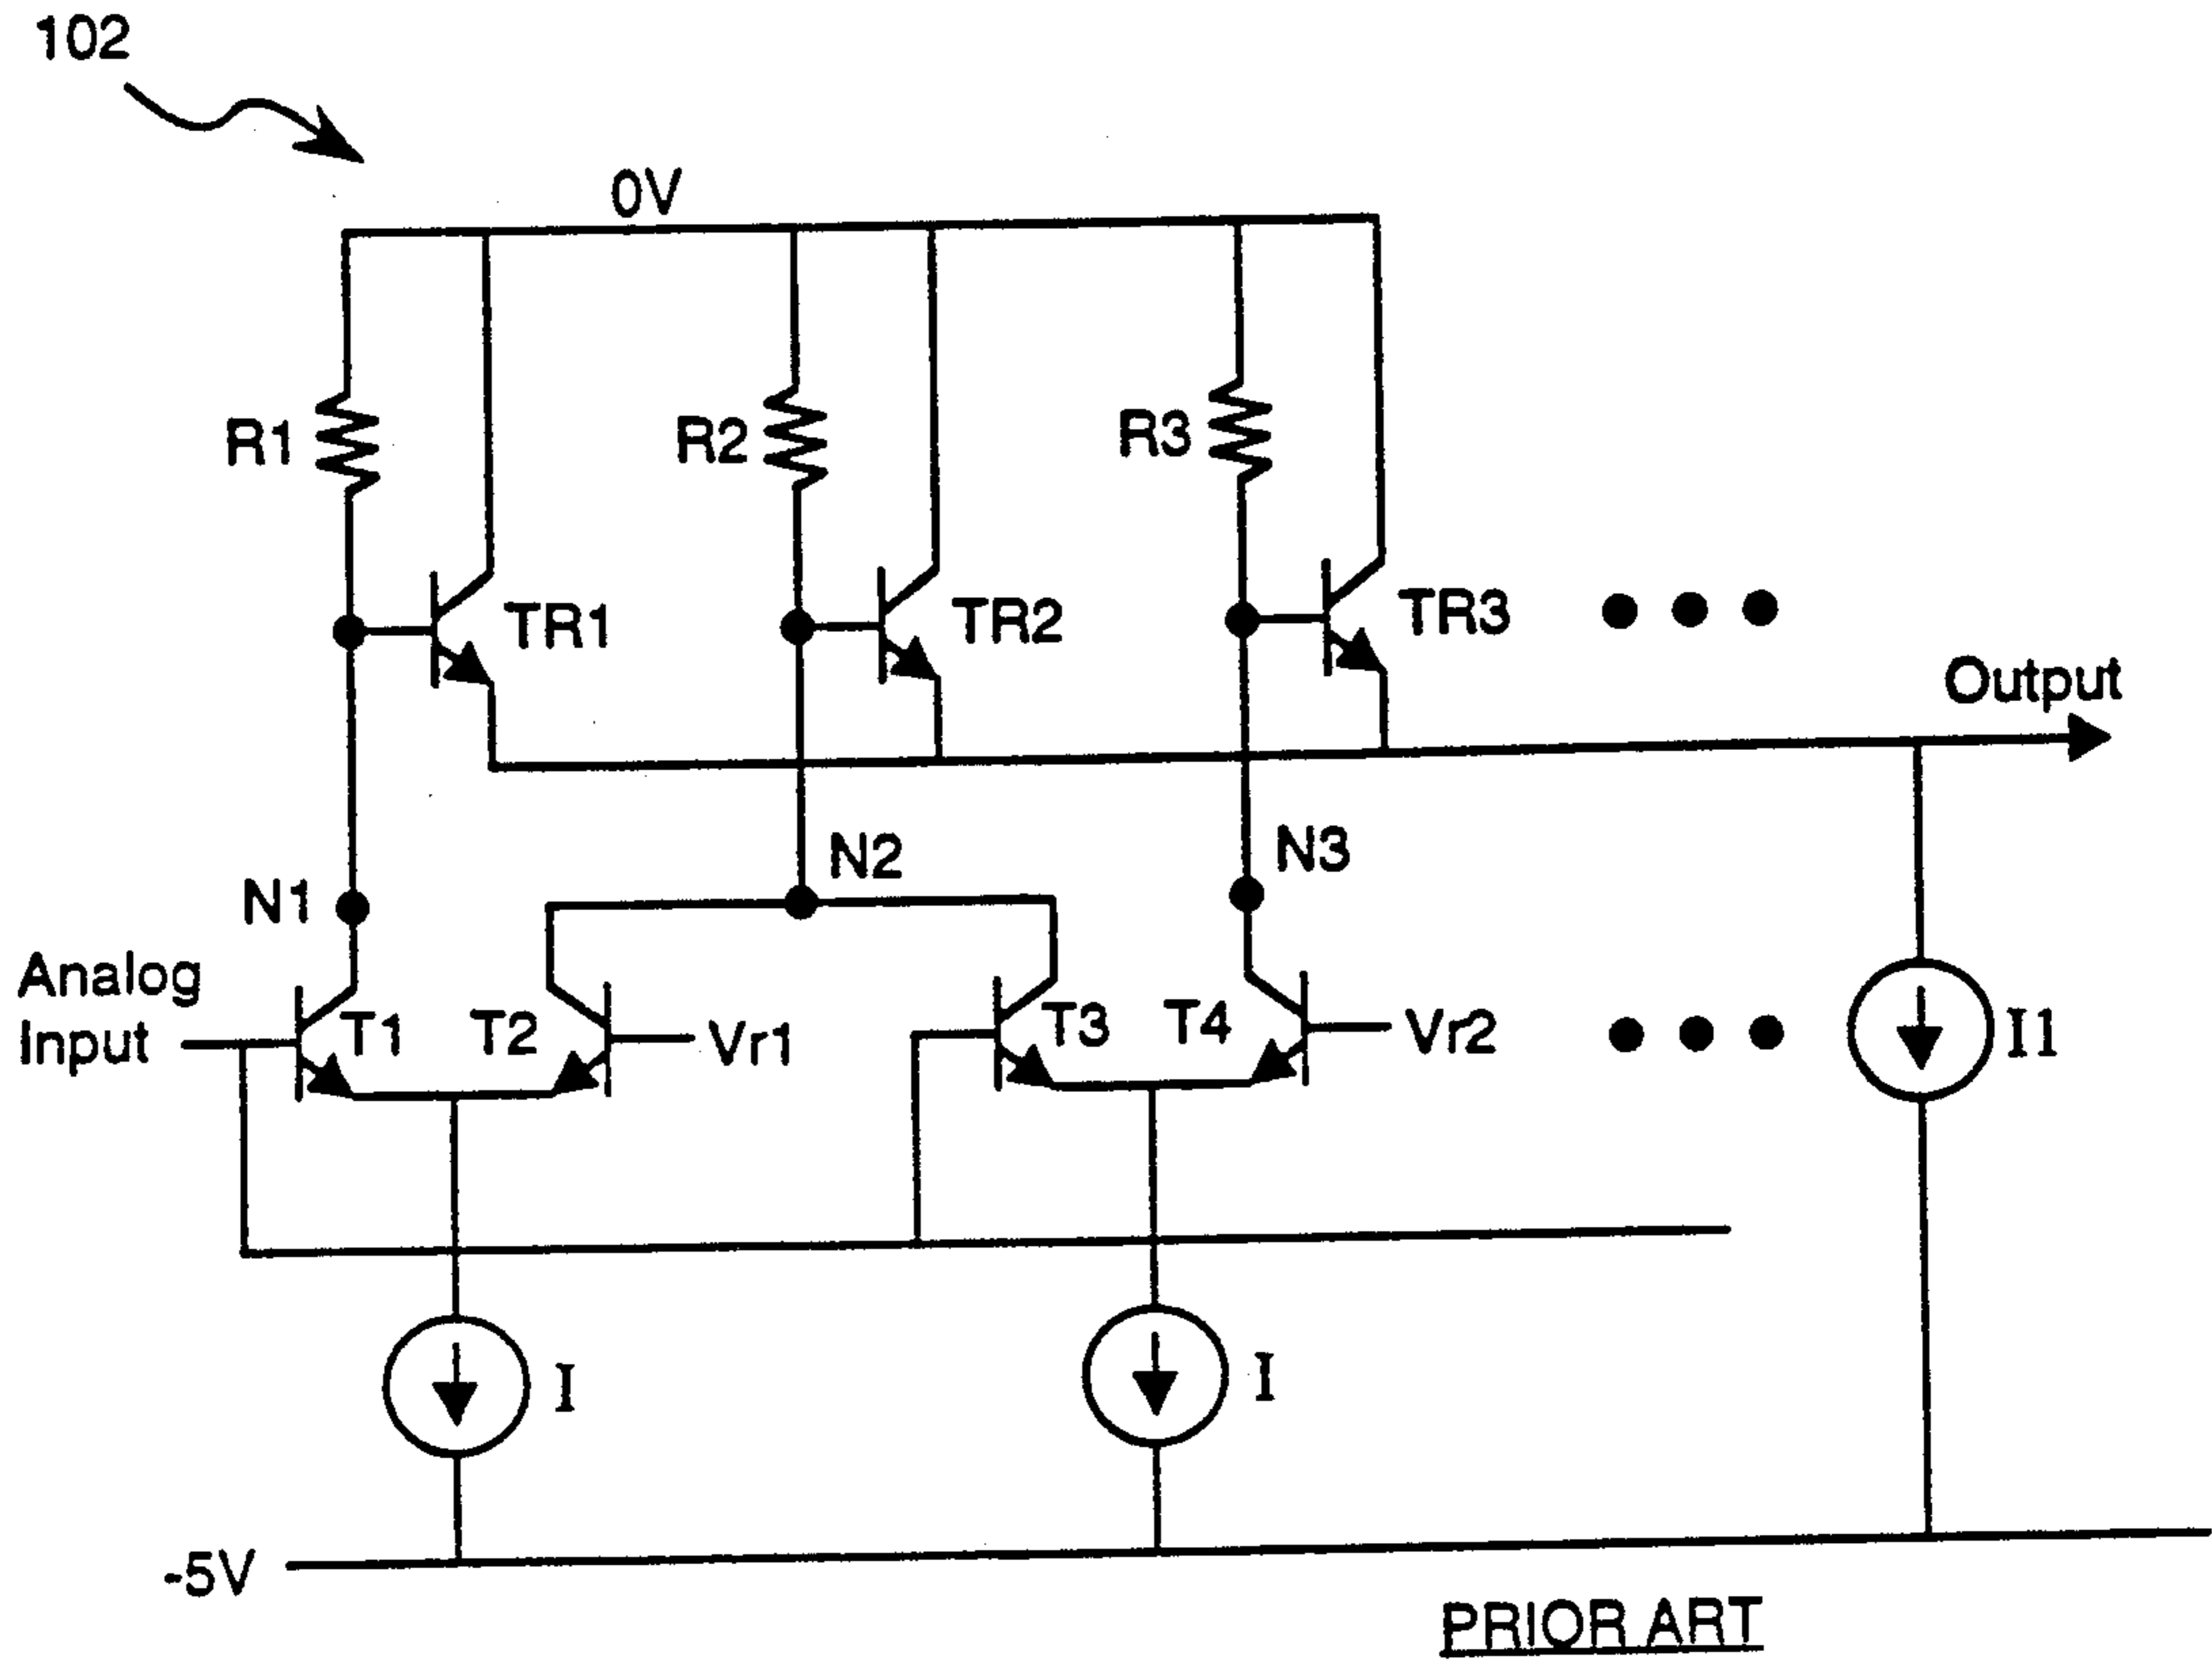 102
0V
R1
R2
R3
TR1
TR2
TR3
Output
N1
N2
N3
Analog
Input
T1
T2
Vr1
T3
T4
Vr2
I1
I
I
-5V
PRIOR ART